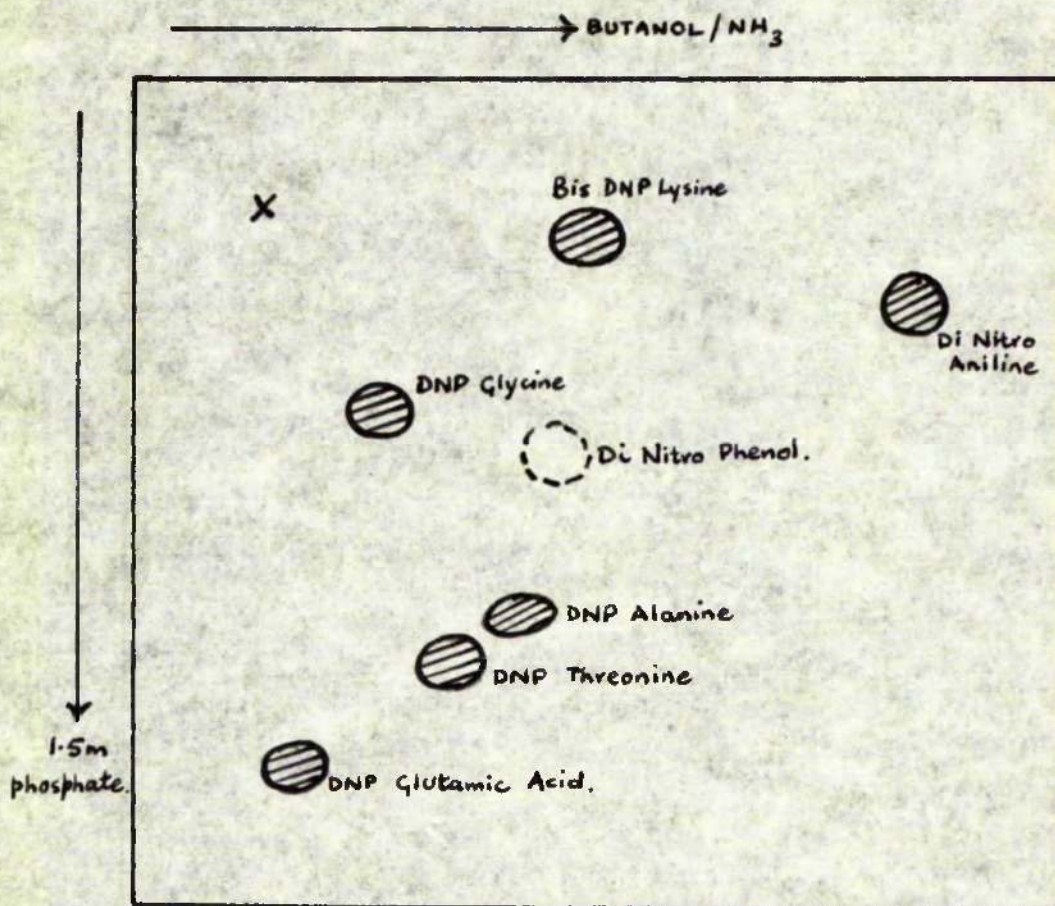 BUTANOL/NH₃
X
Bis DNP Lysine
Di Nitro
Aniline
DNP Glycine
Di Nitro Phenol.
DNP Alanine
DNP Threonine
1.5m
phosphate.
DNP Glutamic Acid.